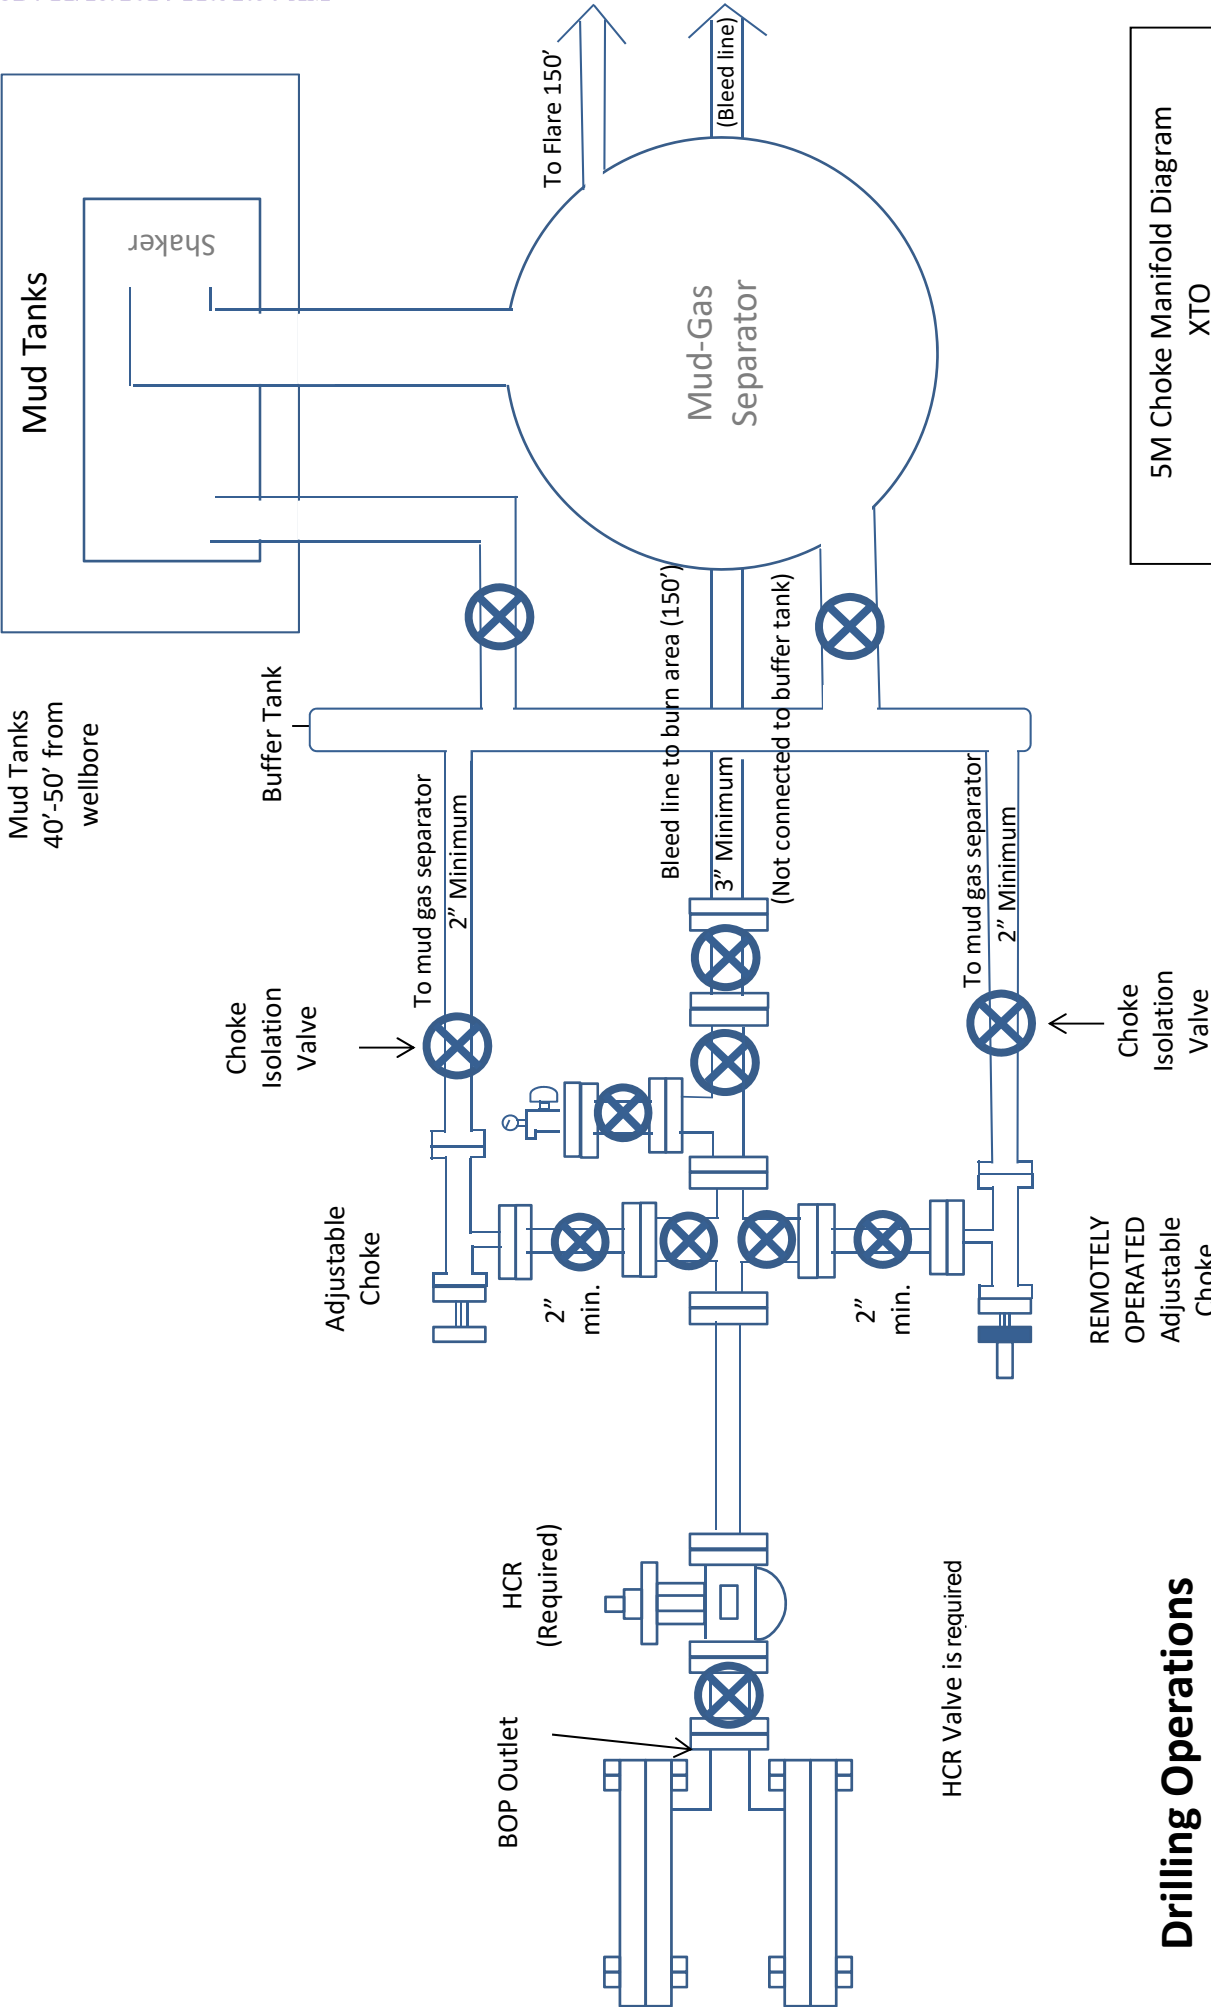 Mud Tanks
Shaker
To Flare 150’
(Bleed line)
Mud-Gas
Separator
5M Choke Manifold Diagram
XTO
Mud Tanks
40’-50’ from
wellbore
Buffer Tank
To mud gas separator
2” Minimum
Bleed line to burn area (150’)
3” Minimum
(Not connected to buffer tank)
To mud gas separator
2” Minimum
Choke
Isolation
Valve
Choke
Isolation
Valve
Adjustable
Choke
2”
min.
2”
min.
REMOTELY
OPERATED
Adjustable
Choke
HCR
(Required)
BOP Outlet
HCR Valve is required
Drilling Operations